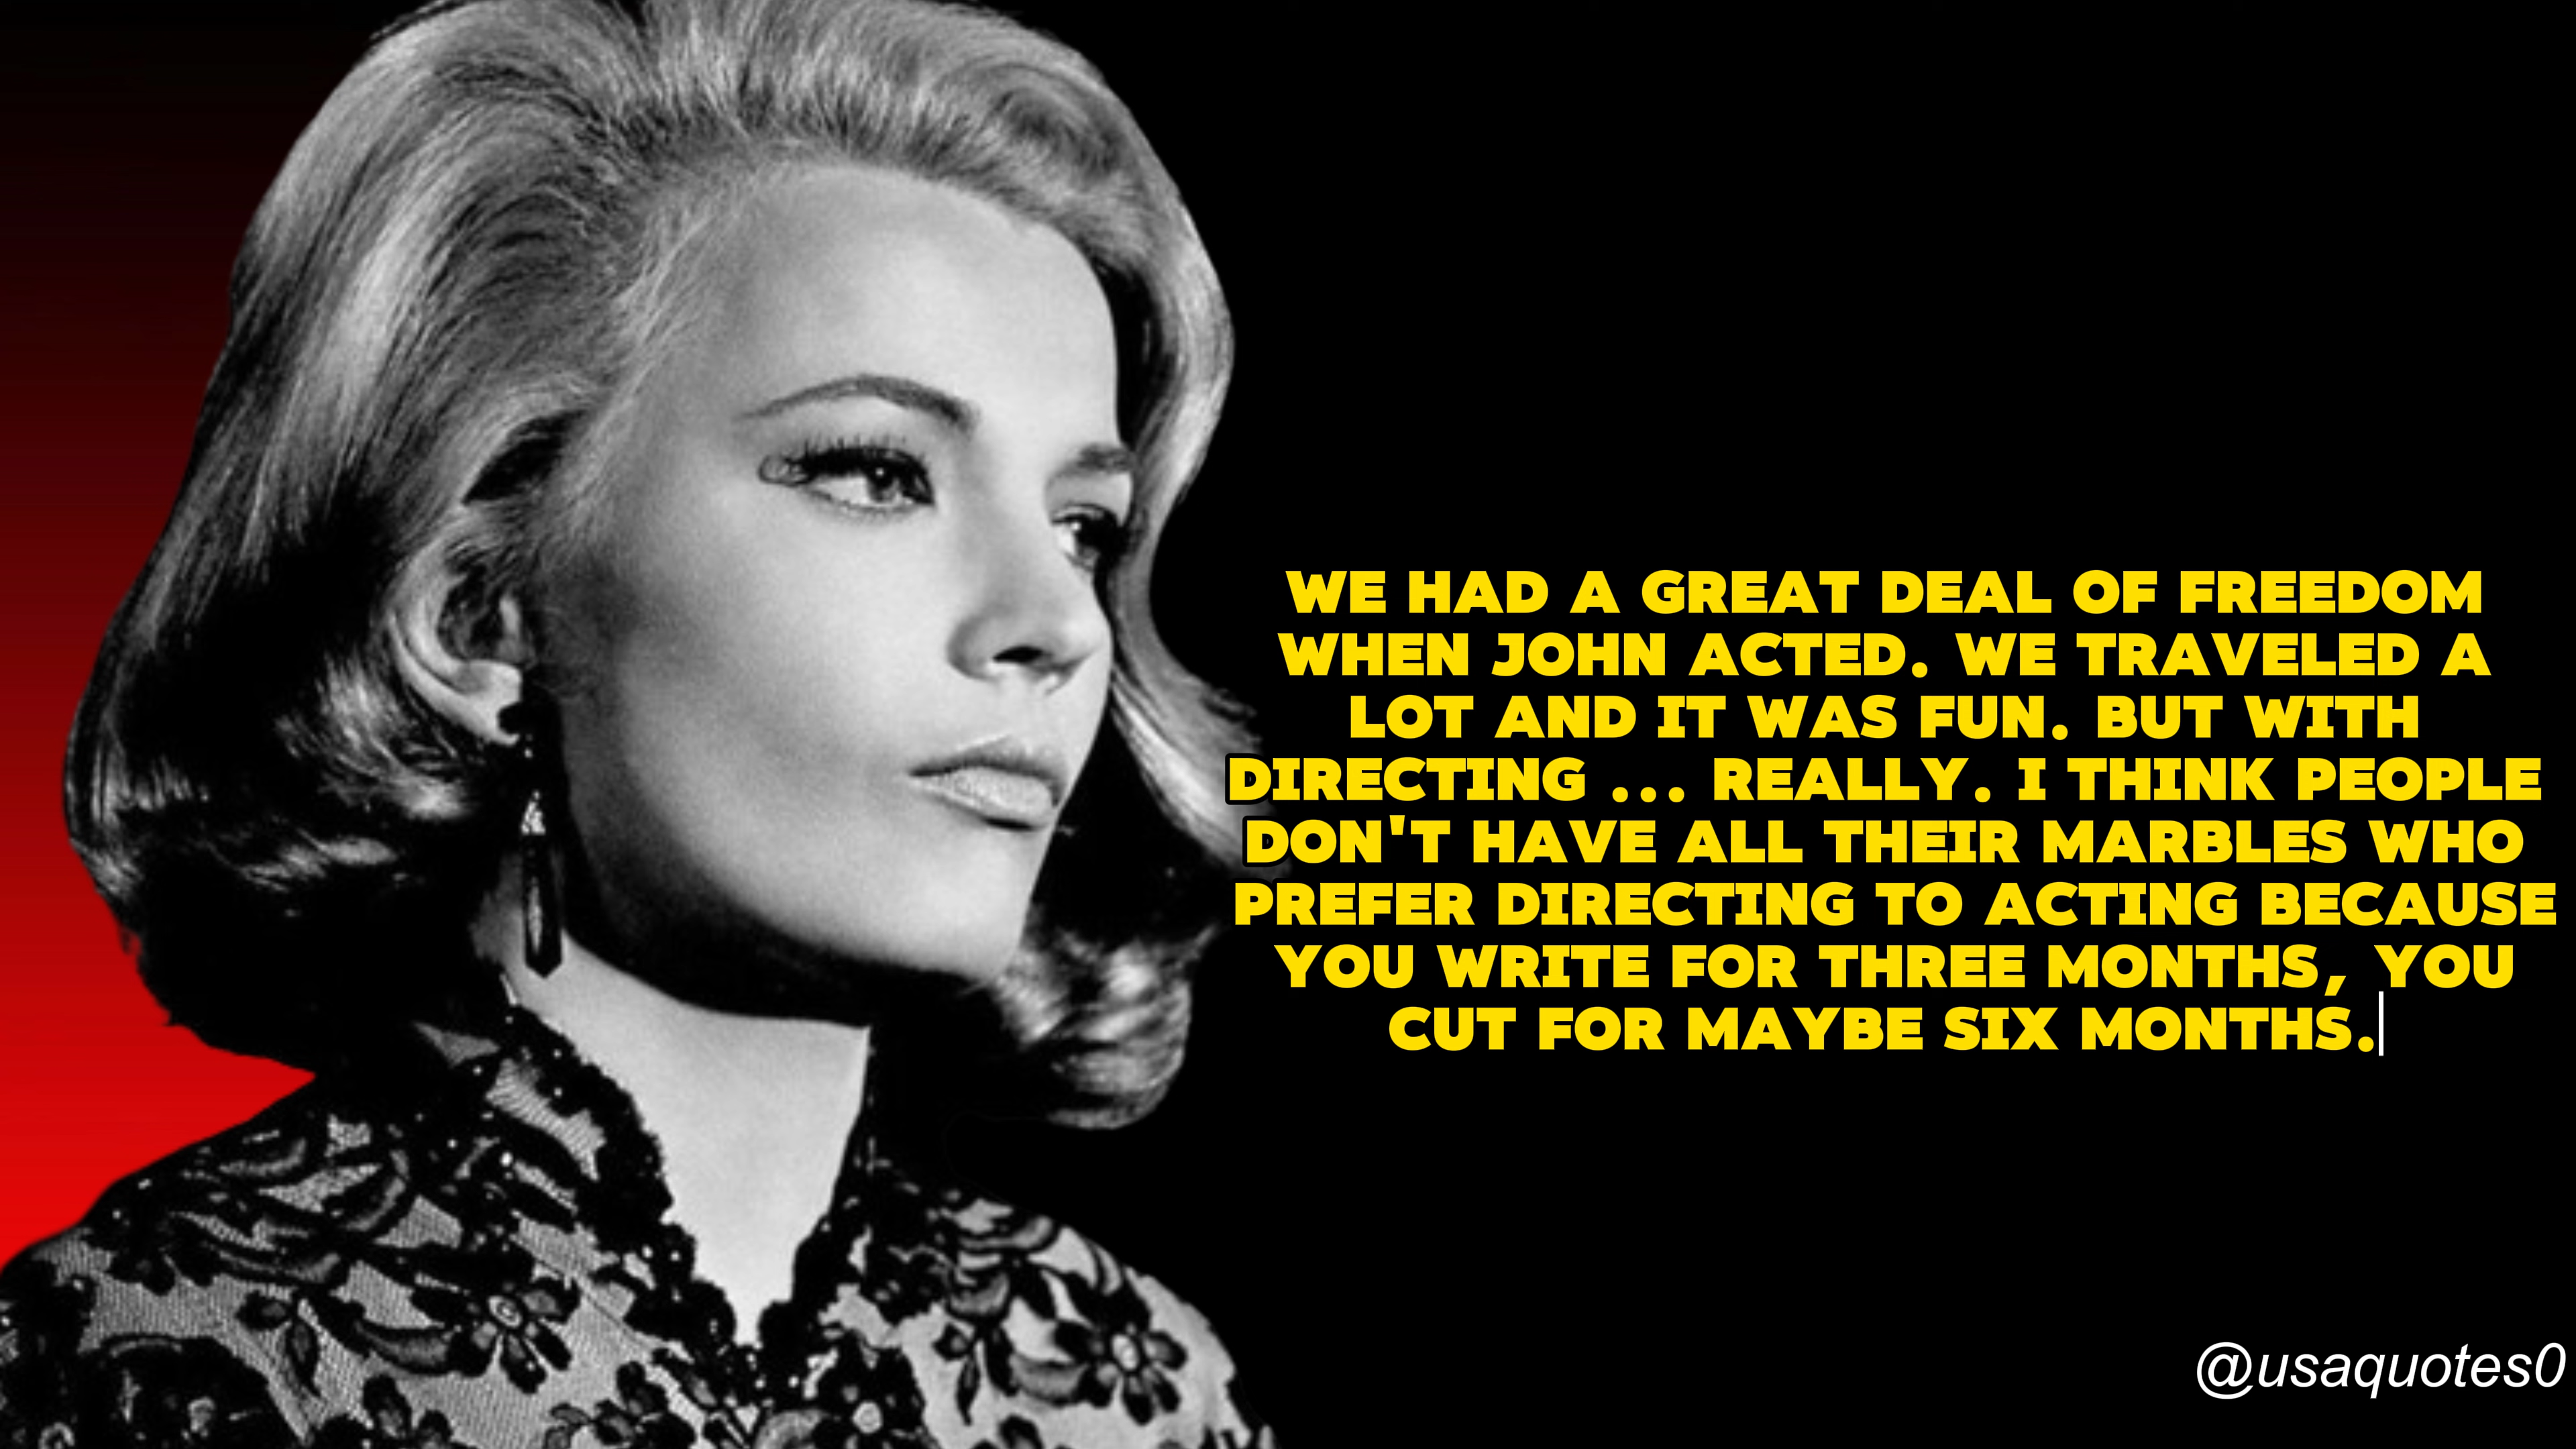 WE HAD A GREAT DEAL OF FREEDOM
WHEN JOHN ACTED. WE TRAVELED A
LOT AND IT WAS FUN. BUT WITH
DIRECTING ... REALLY. I THINK PEOPLE
DON'T HAVE ALL THEIR MARBLES WHO
PREFER DIRECTING TO ACTING BECAUSE
YOU WRITE FOR THREE MONTHS, YOU
CUT FOR MAYBE SIX MONTHS.
@usaquotes0